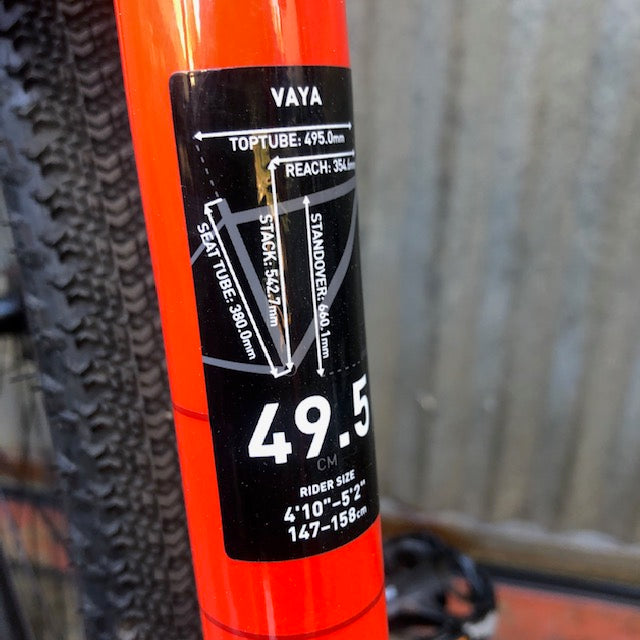 VAYA
TOPTUBE: 495.0mm
REACH: 354.
SEAT TUBE: 380.0mm
STACK: 542.7mm
STANDOVER: 660.1mm
49.5
CM
RIDER SIZE
4'10"-5'2"
147-158cm